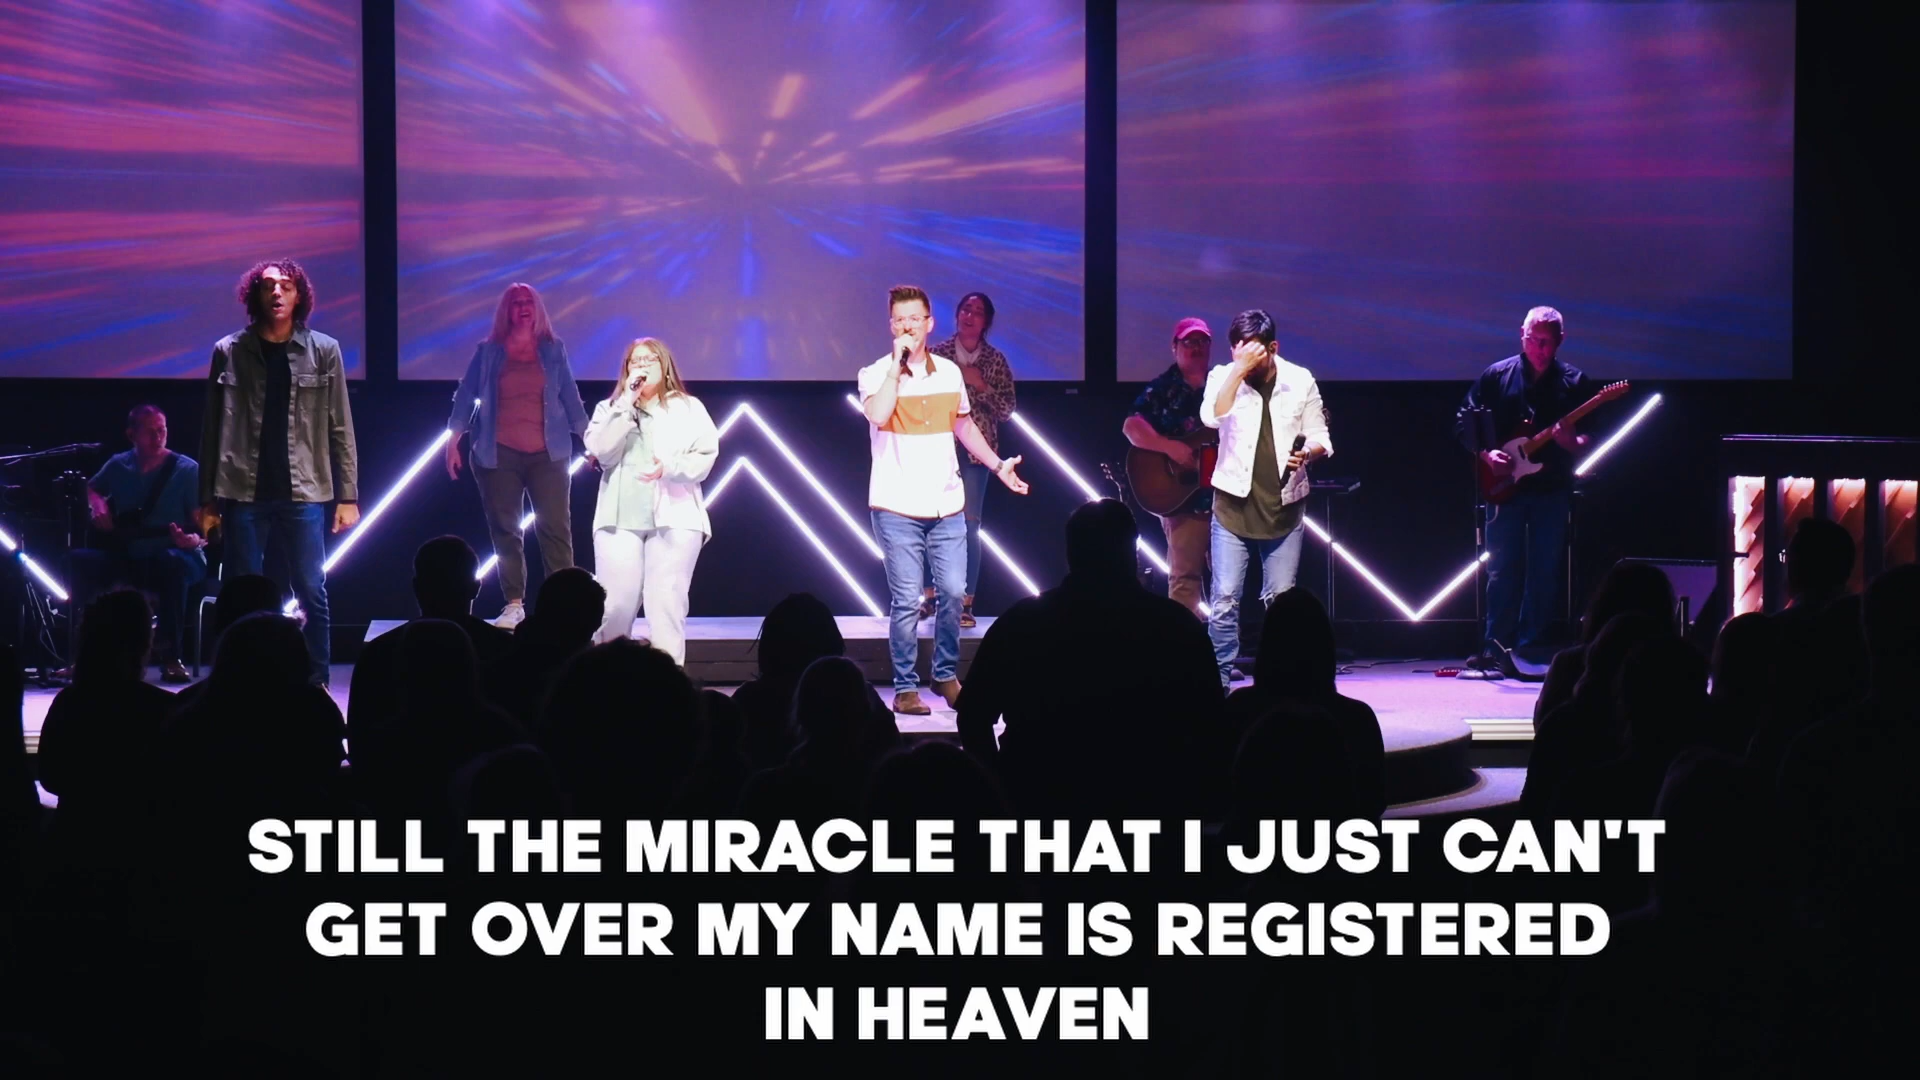 STILL THE MIRACLE THAT I JUST CAN'T
GET OVER MY NAME IS REGISTERED
IN HEAVEN